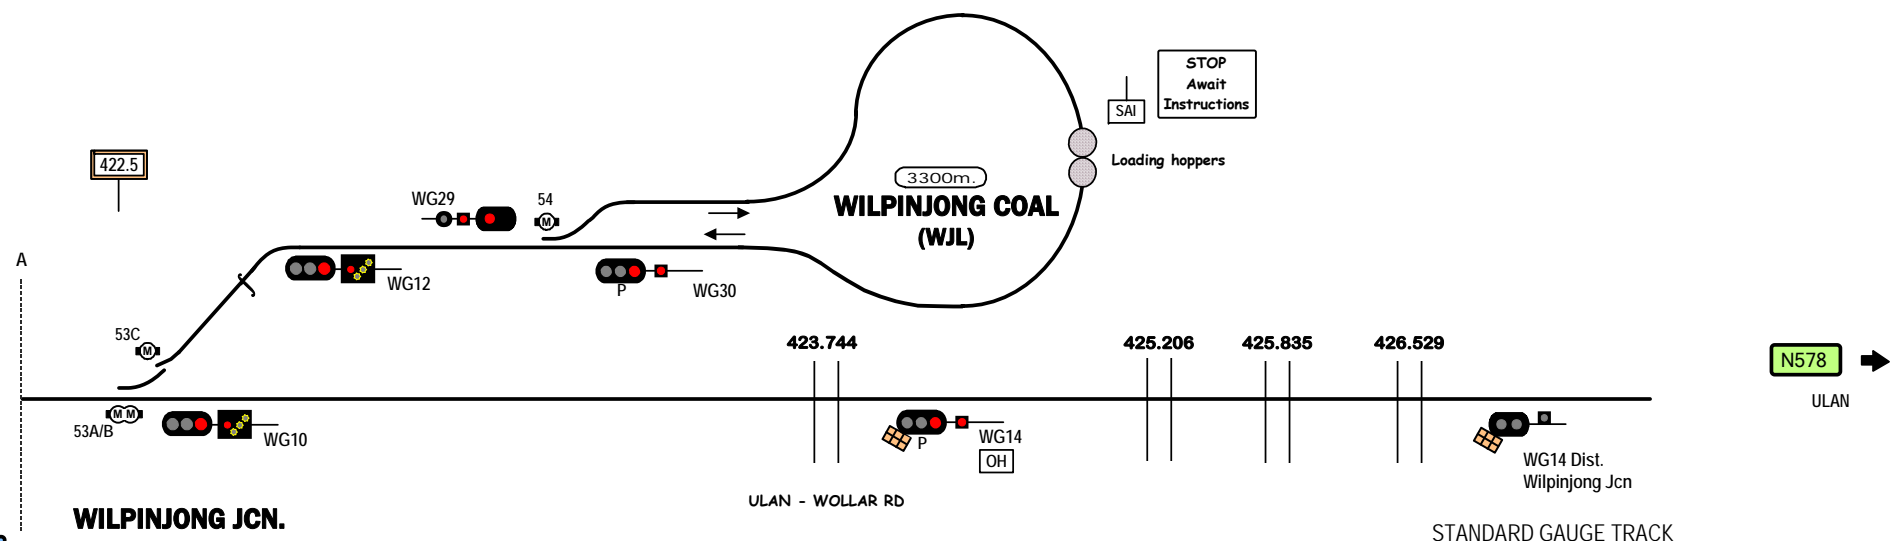 STOP
Await
Instructions
SAI
422.5
Loading hoppers
3300m.
WG29
54
M
WILPINJONG COAL
(WJL)
A
WG12
P
WG30
53C
M
423.744
425.206
425.835
426.529
N578
ULAN
M M
53A/B
WG10
P
WG14
OH
WG14 Dist.
Wilpinjong Jcn
ULAN - WOLLAR RD
WILPINJONG JCN.
STANDARD GAUGE TRACK